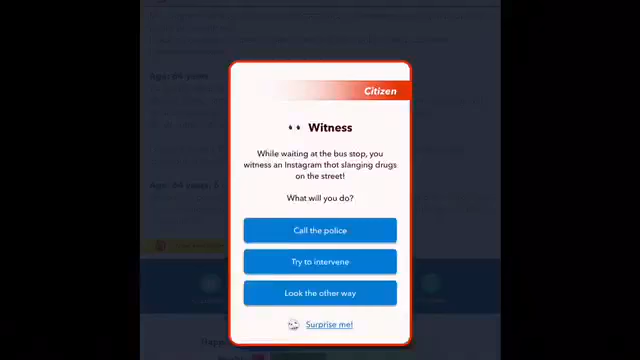 Citizen
Witness
While waiting at the bus stop, you
witness an Instagram thot slanging drugs
on the street!
What will you do?
Call the police
Try to intervene
Look the other way
Surprise me!